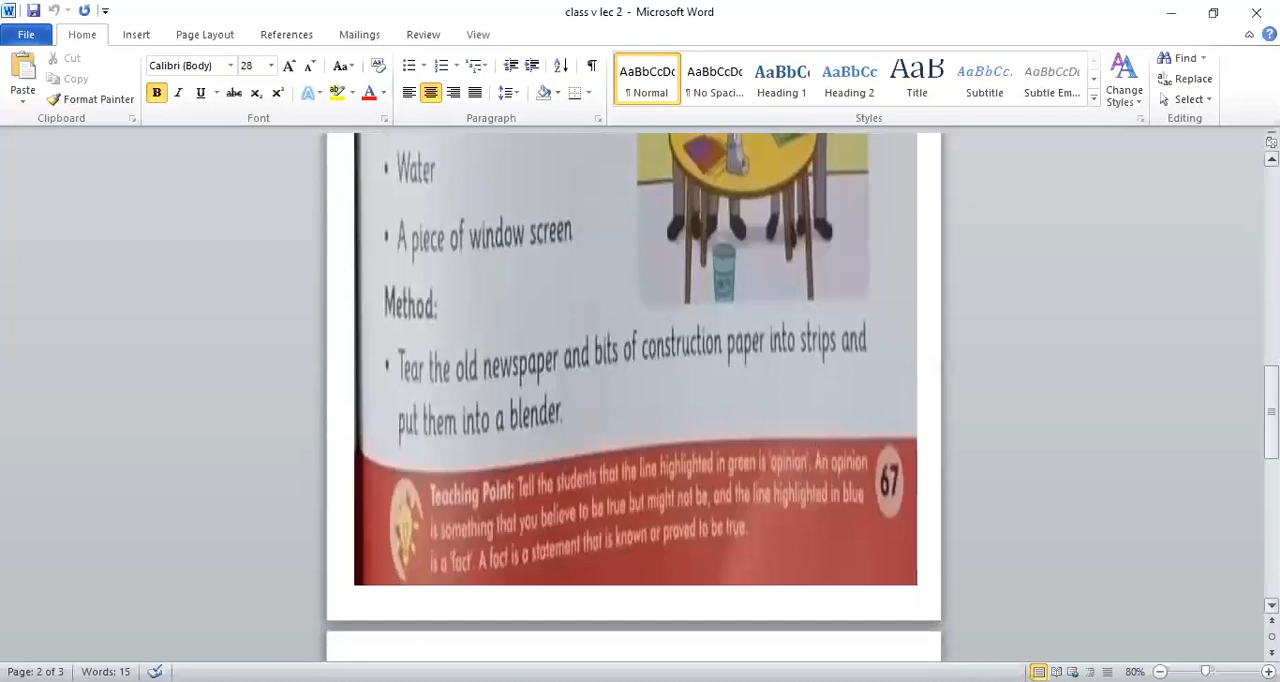 class v lec 2 - Microsoft Word
File Home Insert Page Layout References Mailings Review View
Paste
Cut
Copy
Format Painter
Clipboard
Calibri (Body) 28
Font
Paragraph
AaBbCcDc AaBbCcDc AaBbC AaBbCc AaB AaBbCc. AaBbCcDt
¶ Normal ¶ No Spaci... Heading 1 Heading 2 Title Subtitle Subtle Em...
Styles
Change
Styles
Find
Replace
Select
Editing
• Water
• A piece of window screen
Method:
• Tear the old newspaper and bits of construction paper into strips and
put them into a blender.
Teaching Point: Tell the students that the line highlighted in green is 'opinion'. An opinion
is something that you believe to be true but might not be, and the line highlighted in blue
is a 'fact'. A fact is a statement that is known or proved to be true.
67
Page: 2 of 3 Words: 15 80%